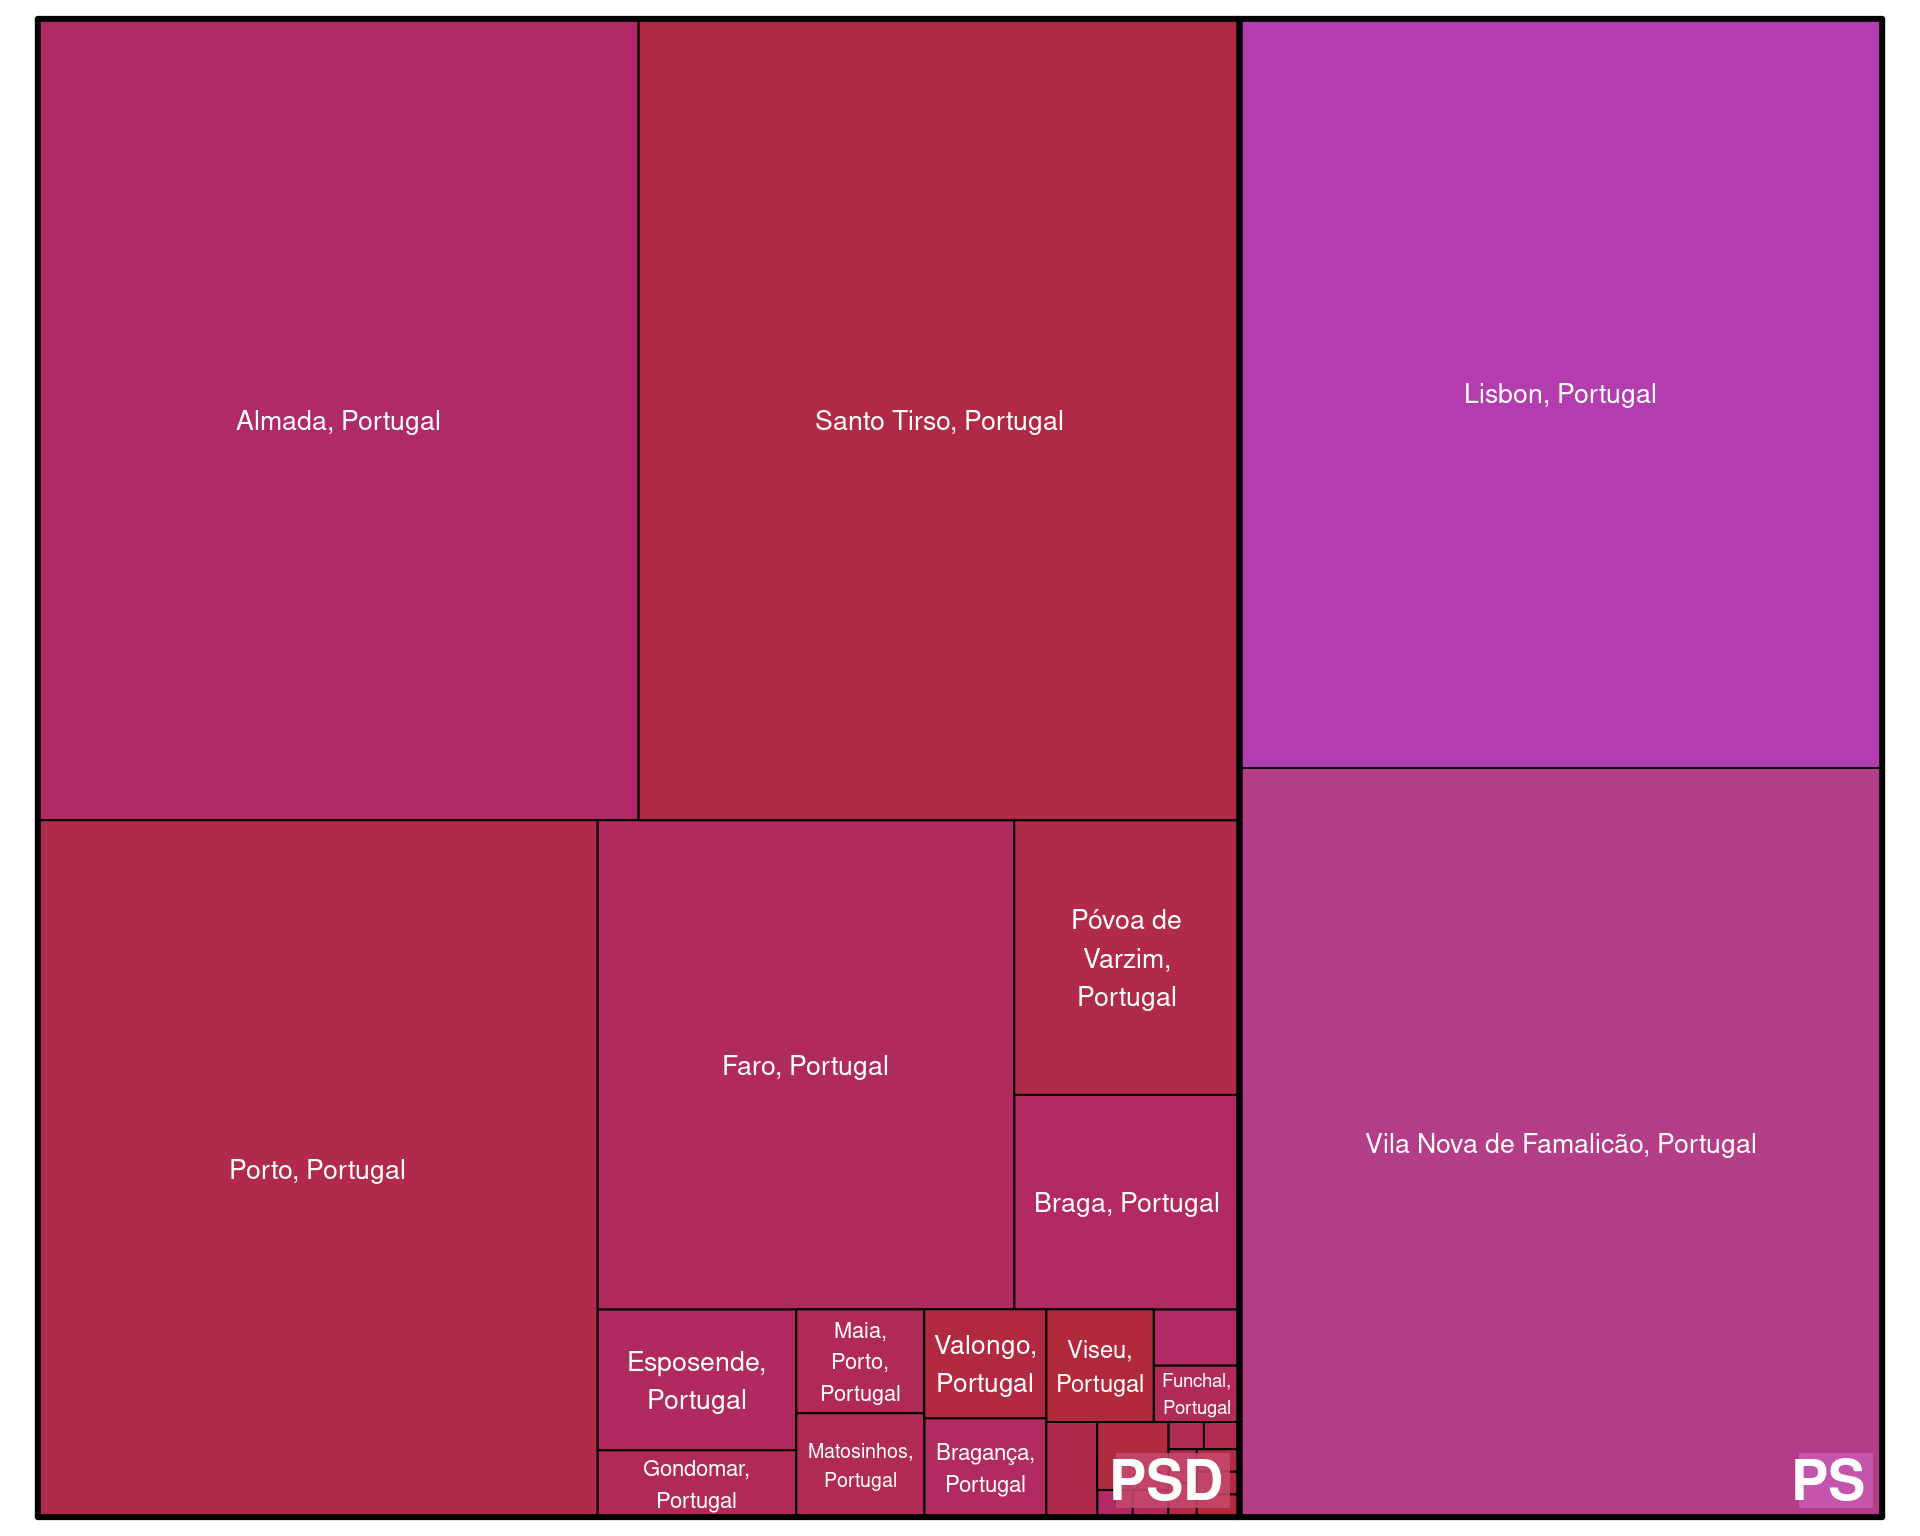 Almada, Portugal
Santo Tirso, Portugal
Lisbon, Portugal
Porto, Portugal
Faro, Portugal
Póvoa de
Varzim,
Portugal
Braga, Portugal
Vila Nova de Famalicão, Portugal
Esposende,
Portugal
Gondomar,
Portugal
Maia,
Porto,
Portugal
Matosinhos,
Portugal
Valongo,
Portugal
Bragança,
Portugal
Viseu,
Portugal
Funchal,
Portugal
PSD
PS